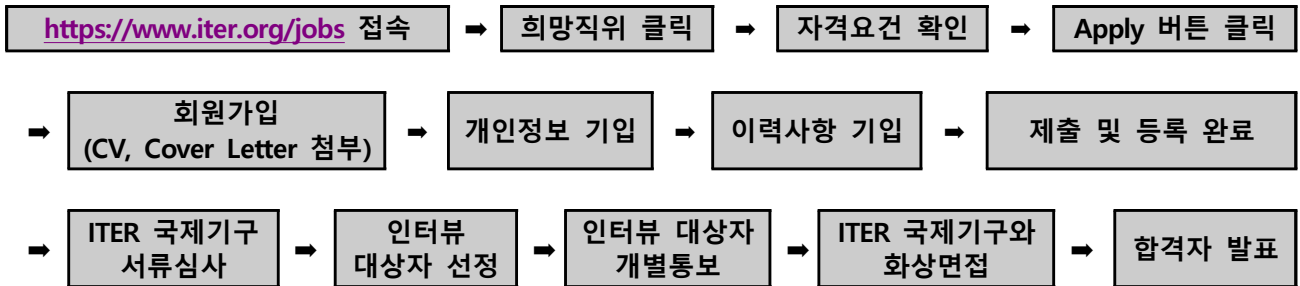 https://www.iter.org/jobs 접속 ➡ 희망직위 클릭 ➡ 자격요건 확인 ➡ Apply 버튼 클릭
➡ 회원가입
(CV, Cover Letter 첨부) ➡ 개인정보 기입 ➡ 이력사항 기입 ➡ 제출 및 등록 완료
➡ ITER 국제기구
서류심사 ➡ 인터뷰
대상자 선정 ➡ 인터뷰 대상자
개별통보 ➡ ITER 국제기구와
화상면접 ➡ 합격자 발표